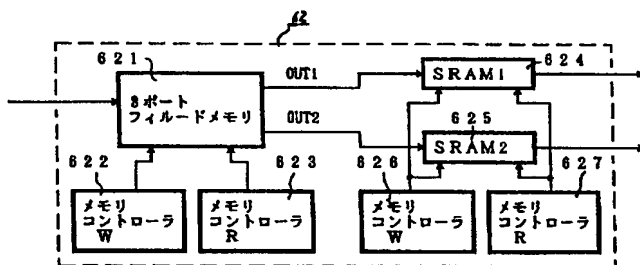 62
621
3ポート
フィルードメモリ
OUT1
OUT2
SRAM1
624
625
SRAM2
622
メモリ
コントローラ
W
623
メモリ
コントローラ
R
626
メモリ
コントローラ
W
627
メモリ
コントローラ
R